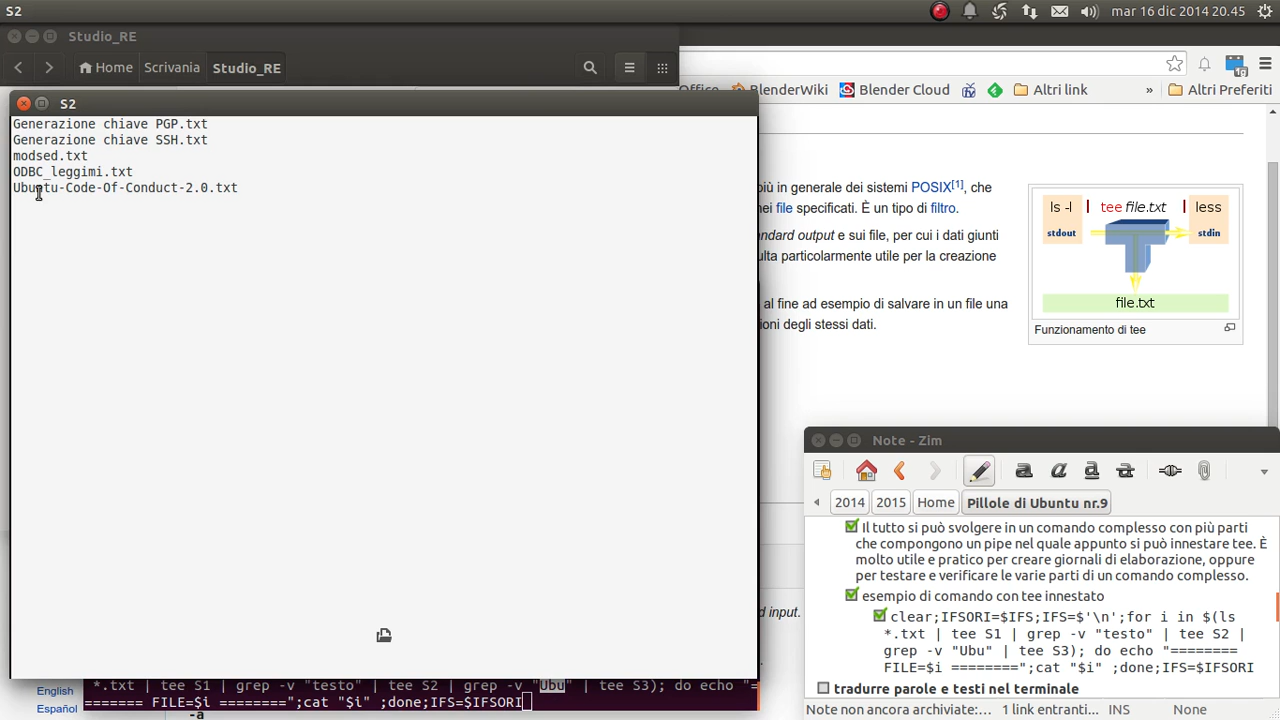 S2
mar 16 dic 2014 20.45
Studio_RE
Home
Scrivania
Studio_RE
Office
BlenderWiki
Blender Cloud
Altri link
»
Altri Preferiti
S2
Generazione chiave PGP.txt
Generazione chiave SSH.txt
modsed.txt
ODBC_leggimi.txt
Ubuntu-Code-Of-Conduct-2.0.txt
più in generale dei sistemi POSIX[1], che
nei file specificati. È un tipo di filtro.
andard output e sui file, per cui i dati giunti
ulta particolarmente utile per la creazione
al fine ad esempio di salvare in un file una
ioni degli stessi dati.
ls -l | tee file.txt | less
stdout
stdin
file.txt
Funzionamento di tee
Note - Zim
2014
2015
Home
Pillole di Ubuntu nr.9
Il tutto si può svolgere in un comando complesso con più parti
che compongono un pipe nel quale appunto si può innestare tee. È
molto utile e pratico per creare giornali di elaborazione, oppure
per testare e verificare le varie parti di un comando complesso.
esempio di comando con tee innestato
clear;IFSORI=$IFS;IFS=$'\n';for i in $(ls
*.txt | tee S1 | grep -v "testo" | tee S2 |
grep -v "Ubu" | tee S3); do echo "========
FILE=$i ========";cat "$i" ;done;IFS=$IFSORI
tradurre parole e testi nel terminale
Note non ancora archiviate:...
1 link entranti...
INS
None
d input.
English
Español
*.txt | tee S1 | grep -v "testo" | tee S2 | grep -v "Ubu" | tee S3); do echo "=
======= FILE=$i ========";cat "$i" ;done;IFS=$IFSORI
-a